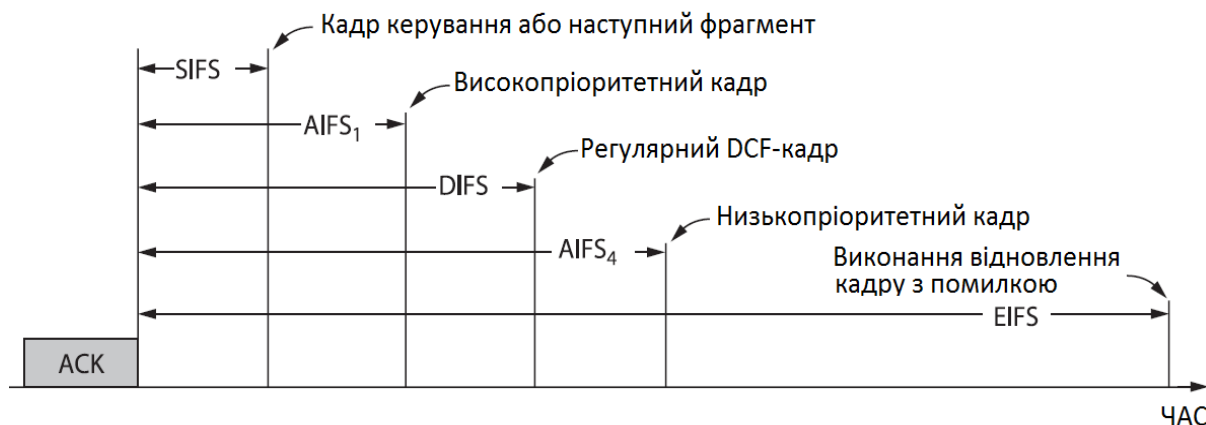 Кадр керування або наступний фрагмент
SIFS
Високопріоритетний кадр
AIFS₁
Регулярний DCF-кадр
DIFS
Низькопріоритетний кадр
AIFS₄
Виконання відновлення
кадру з помилкою
EIFS
ACK
ЧАС